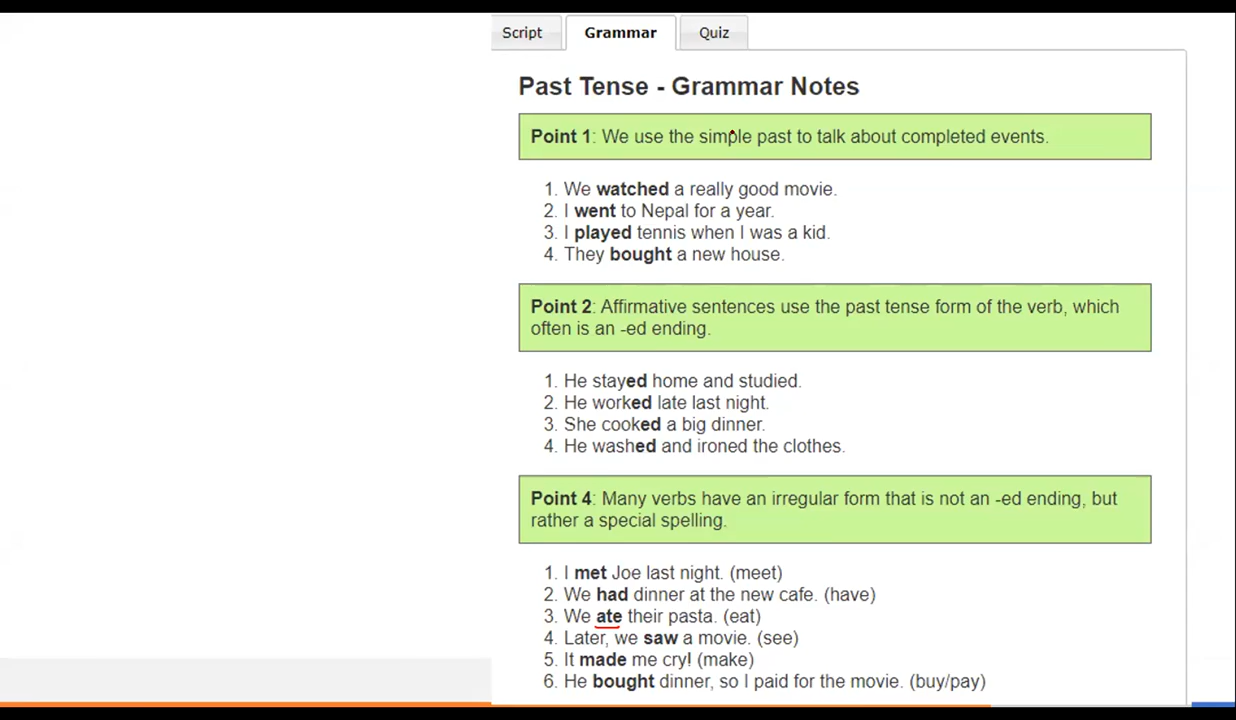 Script
Grammar
Quiz
Past Tense - Grammar Notes
Point 1: We use the simple past to talk about completed events.
1. We watched a really good movie.
2. I went to Nepal for a year.
3. I played tennis when I was a kid.
4. They bought a new house.
Point 2: Affirmative sentences use the past tense form of the verb, which
often is an -ed ending.
1. He stayed home and studied.
2. He worked late last night.
3. She cooked a big dinner.
4. He washed and ironed the clothes.
Point 4: Many verbs have an irregular form that is not an -ed ending, but
rather a special spelling.
1. I met Joe last night. (meet)
2. We had dinner at the new cafe. (have)
3. We ate their pasta. (eat)
4. Later, we saw a movie. (see)
5. It made me cry! (make)
6. He bought dinner, so I paid for the movie. (buy/pay)